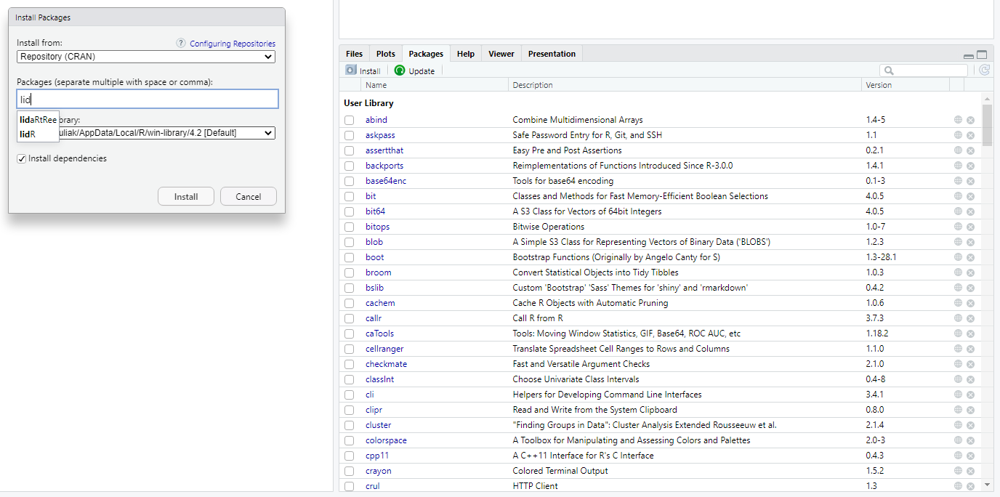 Install Packages
Install from:
? Configuring Repositories
Repository (CRAN)
Packages (separate multiple with space or comma):
lid
lidaRtRee
lidR
brary:
uliak/AppData/Local/R/win-library/4.2 [Default]
Install dependencies
Install Cancel
Files Plots Packages Help Viewer Presentation
Install Update
Name Description Version
User Library
abind Combine Multidimensional Arrays 1.4-5
askpass Safe Password Entry for R, Git, and SSH 1.1
assertthat Easy Pre and Post Assertions 0.2.1
backports Reimplementations of Functions Introduced Since R-3.0.0 1.4.1
base64enc Tools for base64 encoding 0.1-3
bit Classes and Methods for Fast Memory-Efficient Boolean Selections 4.0.5
bit64 A S3 Class for Vectors of 64bit Integers 4.0.5
bitops Bitwise Operations 1.0-7
blob A Simple S3 Class for Representing Vectors of Binary Data ('BLOBS') 1.2.3
boot Bootstrap Functions (Originally by Angelo Canty for S) 1.3-28.1
broom Convert Statistical Objects into Tidy Tibbles 1.0.3
bslib Custom 'Bootstrap' 'Sass' Themes for 'shiny' and 'rmarkdown' 0.4.2
cachem Cache R Objects with Automatic Pruning 1.0.6
callr Call R from R 3.7.3
caTools Tools: Moving Window Statistics, GIF, Base64, ROC AUC, etc 1.18.2
cellranger Translate Spreadsheet Cell Ranges to Rows and Columns 1.1.0
checkmate Fast and Versatile Argument Checks 2.1.0
classInt Choose Univariate Class Intervals 0.4-8
cli Helpers for Developing Command Line Interfaces 3.4.1
clipr Read and Write from the System Clipboard 0.8.0
cluster "Finding Groups in Data": Cluster Analysis Extended Rousseeuw et al. 2.1.4
colorspace A Toolbox for Manipulating and Assessing Colors and Palettes 2.0-3
cpp11 A C++11 Interface for R's C Interface 0.4.3
crayon Colored Terminal Output 1.5.2
crul HTTP Client 1.3